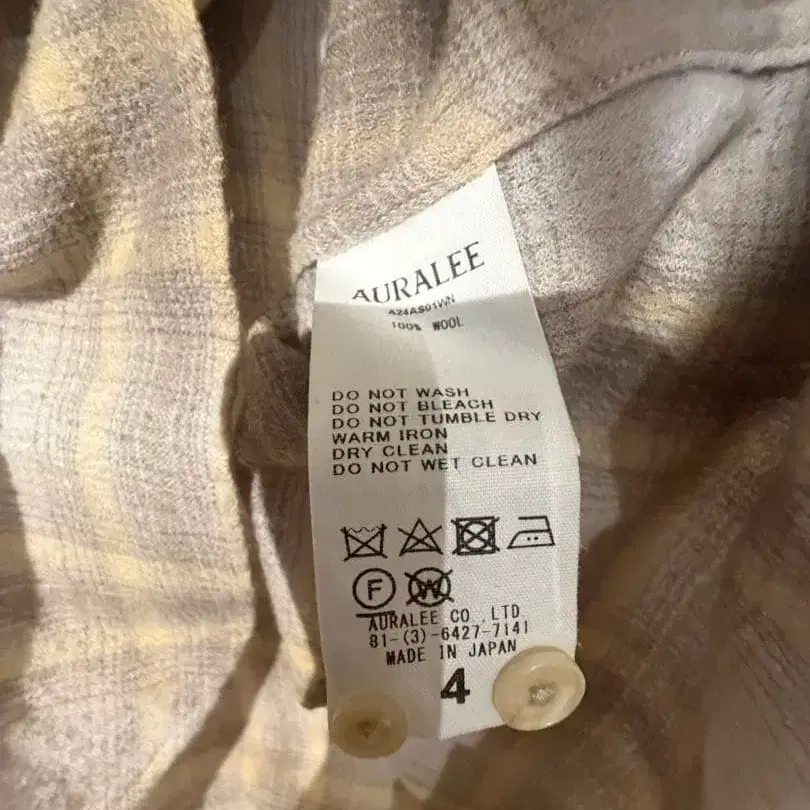 AURALEE
A24AS01WN
100% WOOL
DO NOT WASH
DO NOT BLEACH
DO NOT TUMBLE DRY
WARM IRON
DRY CLEAN
DO NOT WET CLEAN
F W
AURALEE CO.,LTD.
81-(3)-6427-7141
MADE IN JAPAN
4